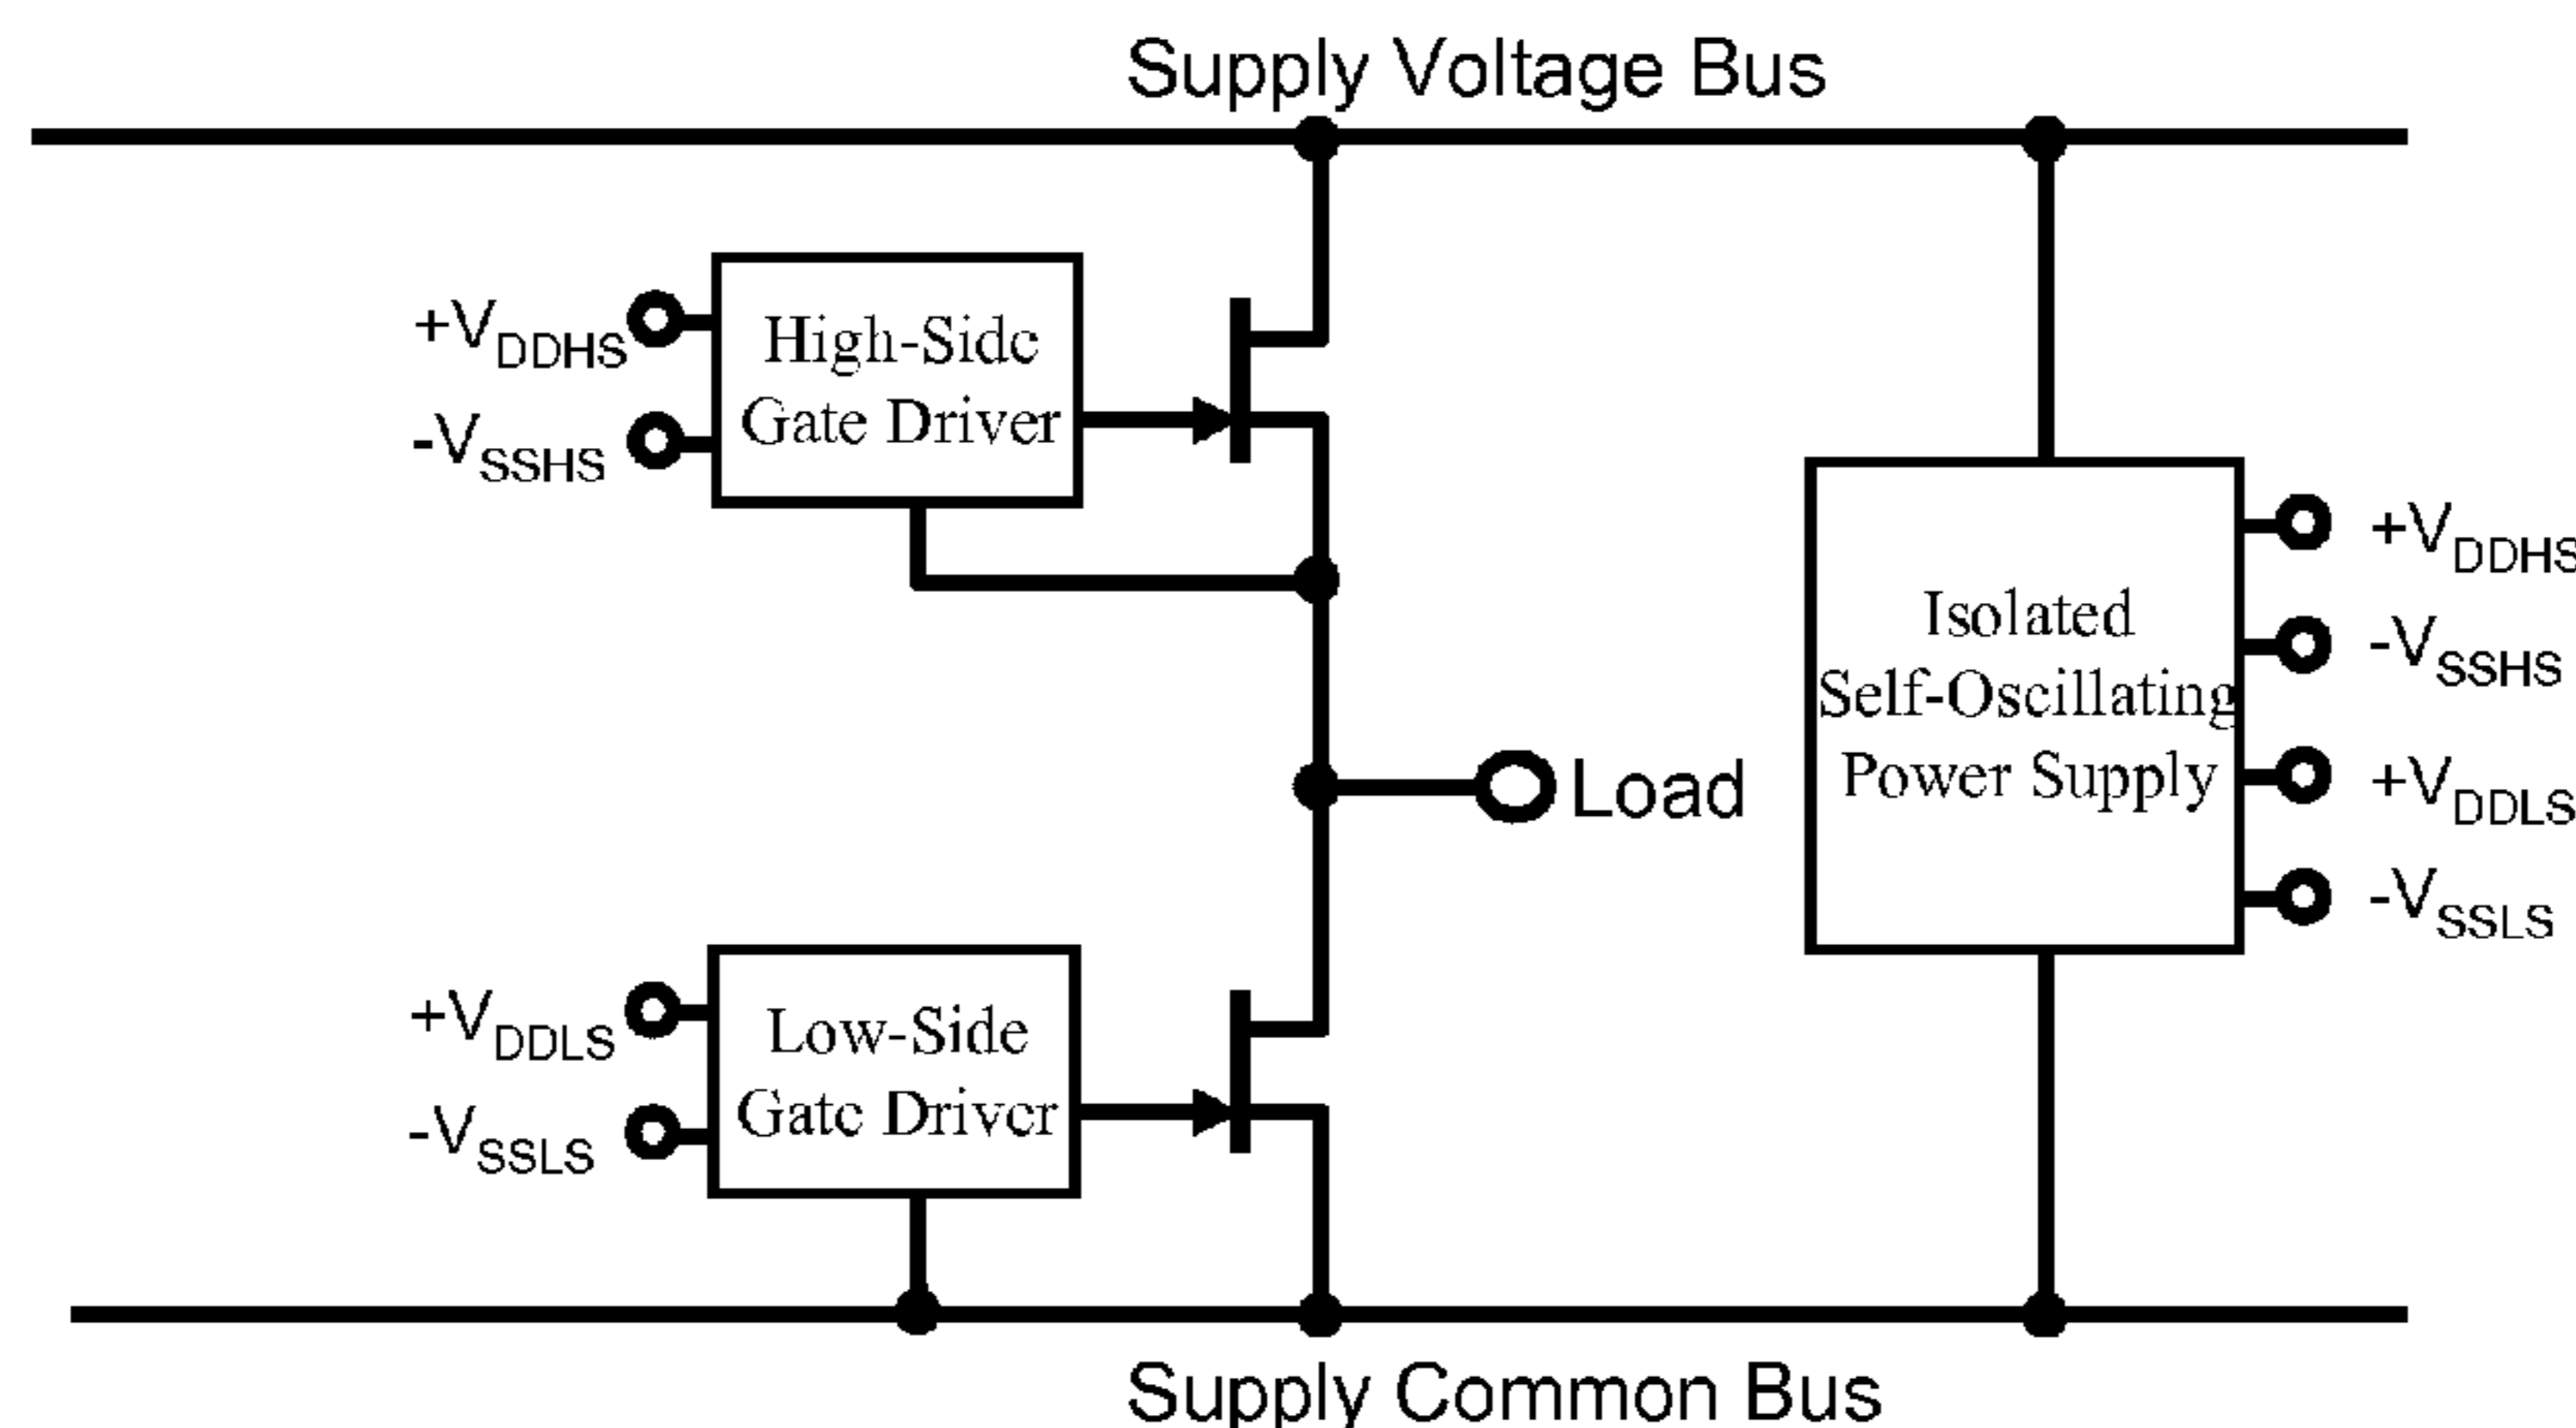 Supply Voltage Bus
+VDDHS
-VSSHS
High-Side
Gate Driver
+VDDHS
-VSSHS
+VDDLS
-VSSLS
Isolated
Self-Oscillating
Power Supply
Load
+VDDLS
-VSSLS
Low-Side
Gate Driver
Supply Common Bus